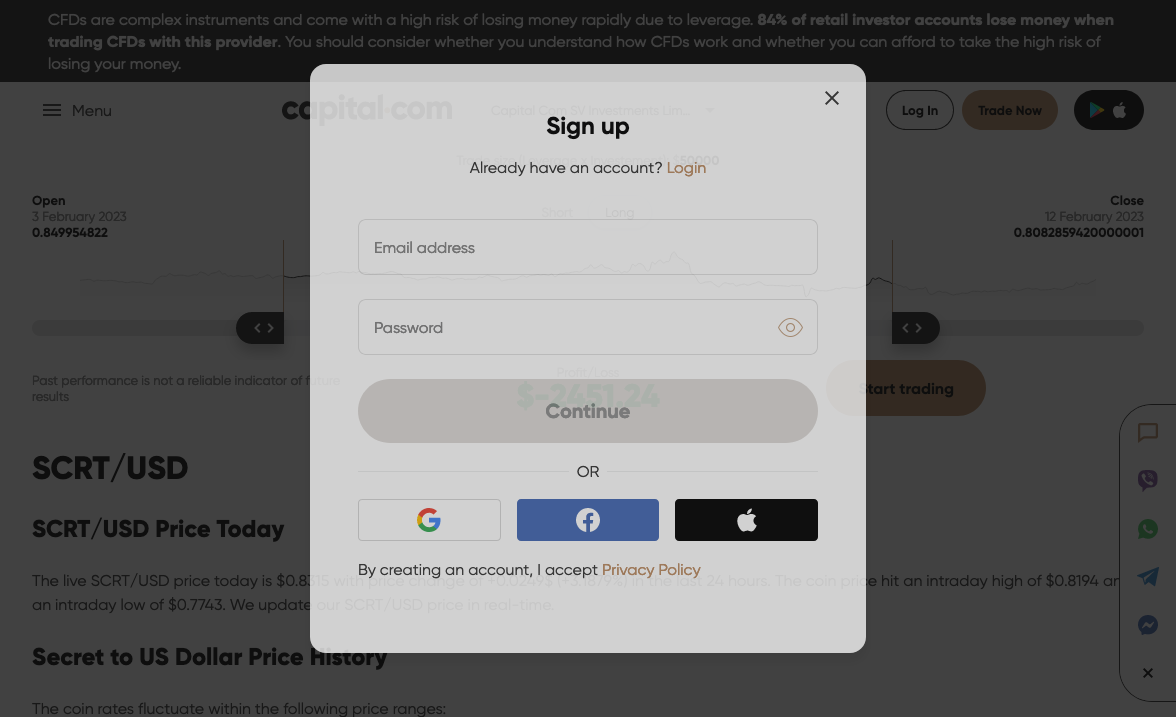 CFDs are complex instruments and come with a high risk of losing money rapidly due to leverage. 84% of retail investor accounts lose money when
trading CFDs with this provider. You should consider whether you understand how CFDs work and whether you can afford to take the high risk of
losing your money.
Menu
capital.com
Capital Com SV Investments Lim...
Log In
Trade Now
Sign up
50000
Already have an account? Login
Open
3 February 2023
0.849954822
Short
Long
Close
12 February 2023
0.8082859420000001
Email address
Password
Past performance is not a reliable indicator of future
results
Profit/Loss
$-2451.24
Continue
Start trading
OR
SCRT/USD
SCRT/USD Price Today
By creating an account, I accept Privacy Policy
The live SCRT/USD price today is $0.8315 with price change of +0.02493 (+3.1879%) in the last 24 hours. The coin price hit an intraday high of $0.8194 an
an intraday low of $0.7743. We update our SCRT/USD price in real-time.
Secret to US Dollar Price History
The coin rates fluctuate within the following price ranges: